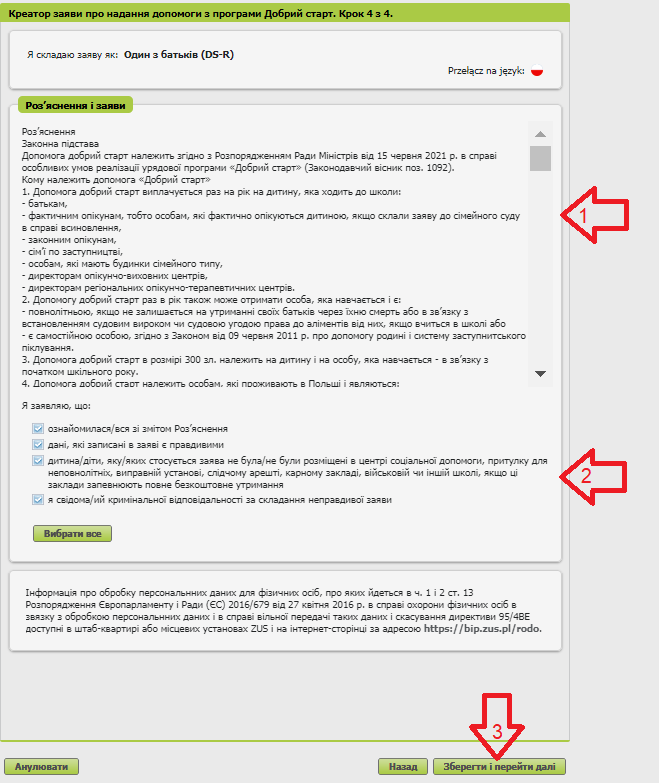 Креатор заяви про надання допомоги з програми Добрий старт. Крок 4 з 4.
Я складаю заяву як: Один з батьків (DS-R)
Przełącz na język:
Роз’яснення і заяви
Роз’яснення
Законна підстава
Допомога добрий старт належить згідно з Розпорядженням Ради Міністрів від 15 червня 2021 р. в справі
особливих умов реалізації урядової програми «Добрий старт» (Законодавчий вісник поз. 1092).
Кому належить допомога «Добрий старт»
1. Допомога добрий старт виплачується раз на рік на дитину, яка ходить до школи:
- батькам,
- фактичним опікунам, тобто особам, які фактично опікуються дитиною, якщо склали заяву до сімейного суду
в справі всиновлення,
- законним опікунам,
- сім’ї по заступництві,
- особам, які мають будинки сімейного типу,
- директорам опікунчо-виховних центрів,
- директорам регіональних опікунчо-терапевтичних центрів.
2. Допомогу добрий старт раз в рік також може отримати особа, яка навчається і є:
- повнолітньою, якщо не залишається на утриманні своїх батьків через їхню смерть або в зв’язку з
встановленням судовим вироком чи судовою угодою права до аліментів від них, якщо вчиться в школі або
- є самостійною особою, згідно з Законом від 09 червня 2011 р. про допомогу родині і систему заступнитського
піклування.
3. Допомога добрий старт в розмірі 300 зл. належить на дитину і на особу, яка навчається - в зв’язку з
початком шкільного року.
4. Допомога добрий старт належить особам, які проживають в Польщі і являються:
1
Я заявляю, що:
ознайомилася/вся зі змітом Роз’яснення
дані, які записані в заяві є правдивими
дитина/діти, яку/яких стосується заява не була/не були розміщені в центрі соціальної допомоги, притулку для
неповнолітніх, виправній установі, слідчому арешті, карному закладі, військовій чи іншій школі, якщо ці
заклади запевнюють повне безкоштовне утримання
2
я свідома/ий кримінальної відповідальності за складання неправдивої заяви
Вибрати все
Інформація про обробку персональнних даних для фізичних осіб, про яких йдеться в ч. 1 і 2 ст. 13
Розпорядження Європарламенту і Ради (ЄС) 2016/679 від 27 квітня 2016 р. в справі охорони фізичних осіб в
звязку з обробкою персональнних даних і в справі вільної передачі таких даних і скасування директиви 95/4ВЕ
доступні в штаб-квартирі або місцевих установах ZUS і на інтернет-сторінці за адресою https://bip.zus.pl/rodo.
3
Анулювати
Назад
Зберегти і перейти далі